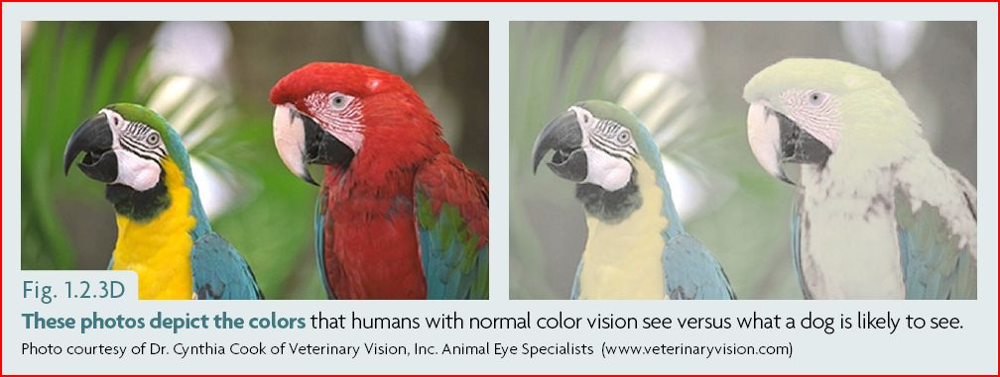 Fig. 1.2.3D
These photos depict the colors that humans with normal color vision see versus what a dog is likely to see.
Photo courtesy of Dr. Cynthia Cook of Veterinary Vision, Inc. Animal Eye Specialists (www.veterinaryvision.com)